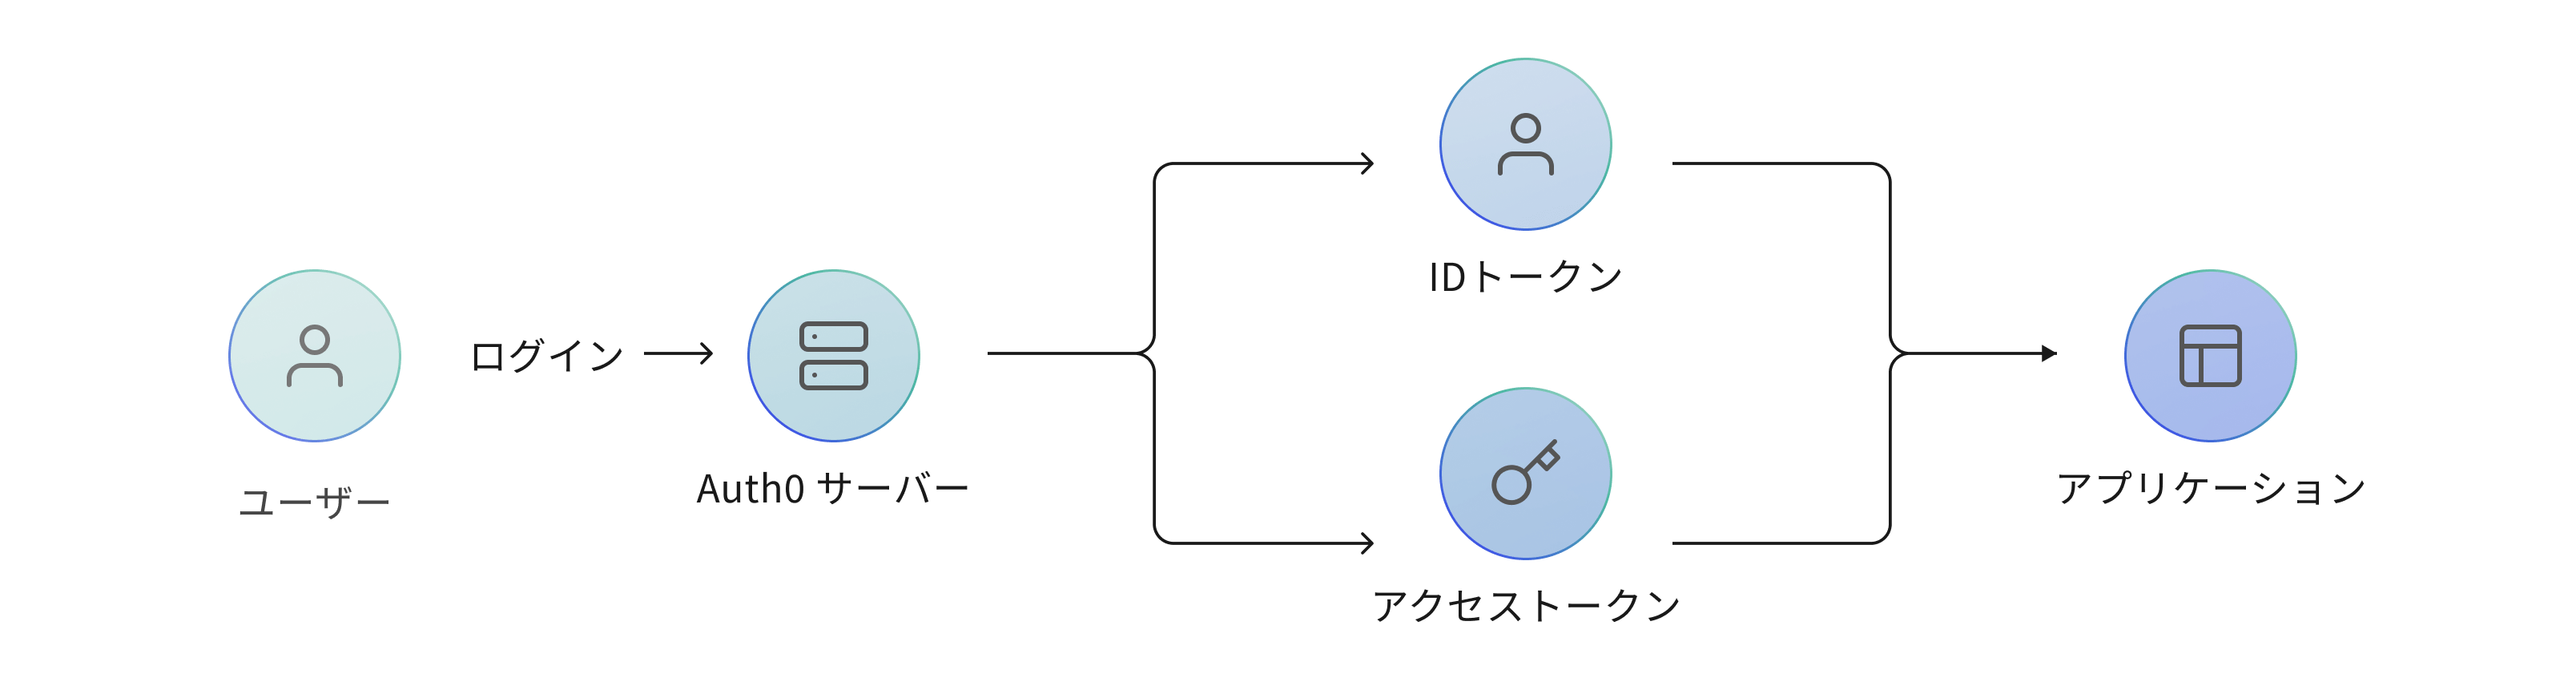 ユーザー
ログイン
Auth0 サーバー
IDトークン
アクセストークン
アプリケーション